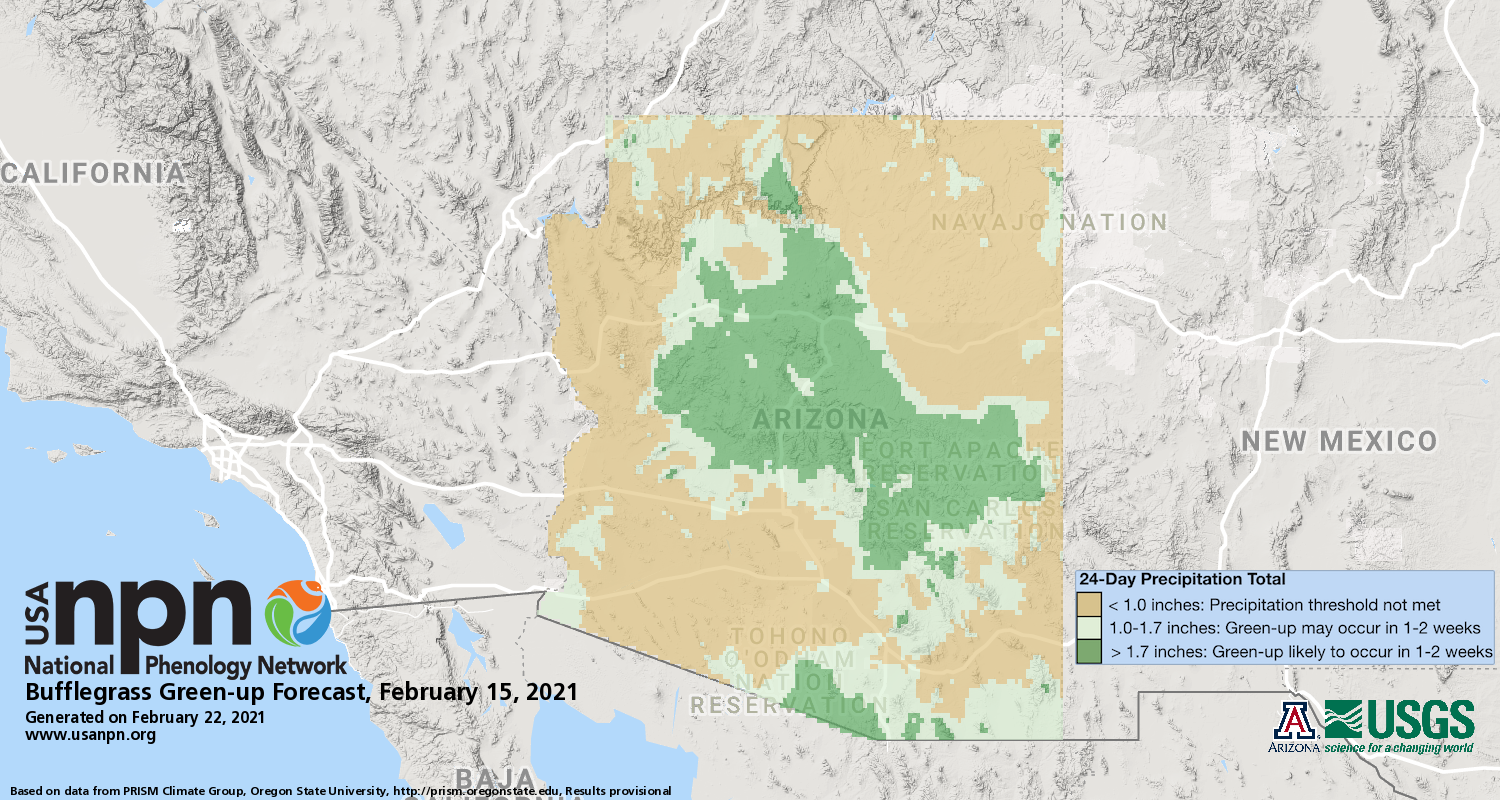 CALIFORNIA
NAVAJO NATION
ARIZONA
NEW MEXICO
FORT APACHE
RESERVATION
SAN CARLOS
RESERVATION
24-Day Precipitation Total
< 1.0 inches: Precipitation threshold not met
1.0-1.7 inches: Green-up may occur in 1-2 weeks
> 1.7 inches: Green-up likely to occur in 1-2 weeks
TOHONO
O'ODHAM
NATION
RESERVATION
USA npn
National Phenology Network
Bufflegrass Green-up Forecast, February 15, 2021
Generated on February 22, 2021
www.usanpn.org
A
ARIZONA
USGS
science for a changing world
BAJA
CALIFORNIA
Based on data from PRISM Climate Group, Oregon State University, http://prism.oregonstate.edu, Results provisional